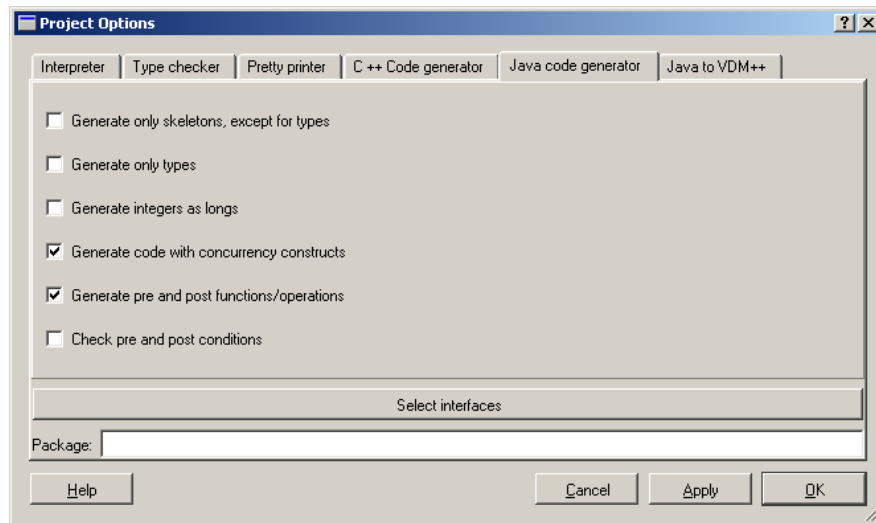 Project Options
Interpreter Type checker Pretty printer C ++ Code generator Java code generator Java to VDM++
Generate only skeletons, except for types
Generate only types
Generate integers as longs
Generate code with concurrency constructs
Generate pre and post functions/operations
Check pre and post conditions
Select interfaces
Package:
Help Cancel Apply OK